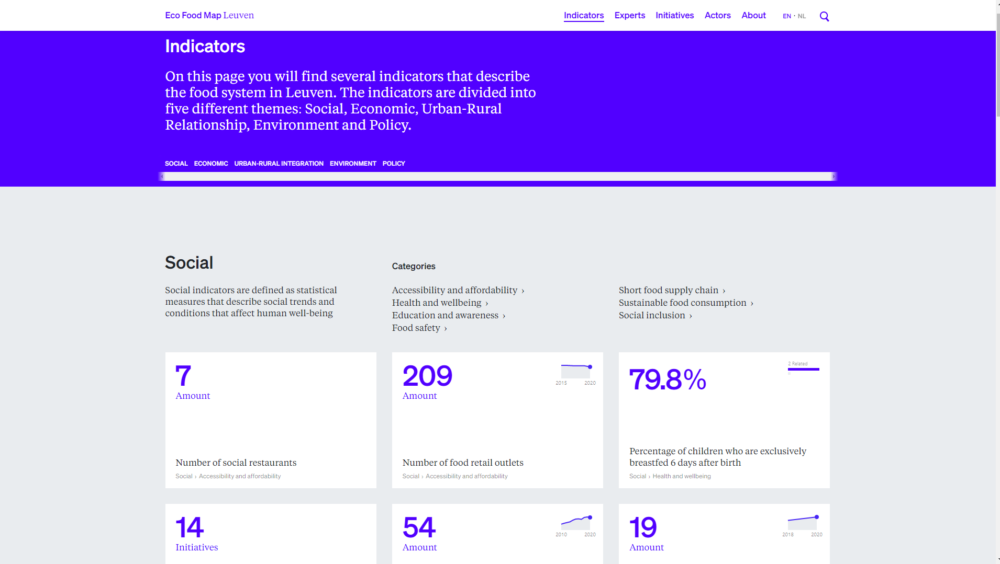 Eco Food Map Leuven
Indicators Experts Initiatives Actors About EN · NL
Indicators
On this page you will find several indicators that describe
the food system in Leuven. The indicators are divided into
five different themes: Social, Economic, Urban-Rural
Relationship, Environment and Policy.
SOCIAL ECONOMIC URBAN-RURAL INTEGRATION ENVIRONMENT POLICY
Social
Social indicators are defined as statistical
measures that describe social trends and
conditions that affect human well-being
Categories
Accessibility and affordability ›
Health and wellbeing ›
Education and awareness ›
Food safety ›
Short food supply chain ›
Sustainable food consumption ›
Social inclusion ›
7
Amount
Number of social restaurants
Social › Accessibility and affordability
209
Amount
2015 2020
Number of food retail outlets
Social › Accessibility and affordability
79.8%
2 Related
Percentage of children who are exclusively
breastfed 6 days after birth
Social › Health and wellbeing
14
Initiatives
54
Amount
2010 2020
19
Amount
2018 2020